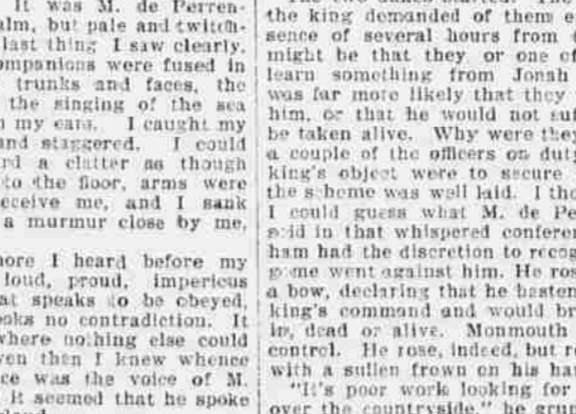 It was M. de Perren-
alm, but pale and twitch-
last thing I saw clearly.
ompanions were fused in
trunks and faces, the
the singing of the sea
my ears. I caught my
and staggered. I could
rd a clatter as though
to the floor, arms were
eceive me, and I sank
a murmur close by me,
ore I heard before my
loud, proud, imperious
at speaks to be obeyed,
ooks no contradiction. It
where nothing else could
ven then I knew whence
ce was the voice of M.
it seemed that he spoke
the king demanded of them e
sence of several hours from
might be that they or one of
learn something from Jonah
was far more likely that they
him, or that he would not suf
be taken alive. Why were they
a couple of the officers on duty
king's object were to secure
the scheme was well laid. I tho
I could guess what M. de Pe
said in that whispered conferen
ham had the discretion to recog
game went against him. He ros
a bow, declaring that he hasten
king's command and would br
in, dead or alive. Monmouth
control. He rose, indeed, but r
with a sullen frown on his ha
"It's poor work looking for
over the countryside," he grum